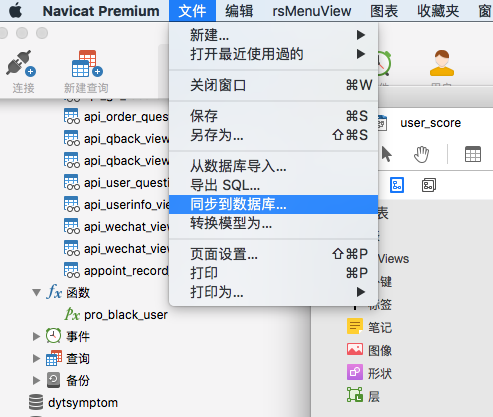 Navicat Premium 文件 编辑 rsMenuView 图表 收藏夹 窗
连接
新建查询
新建...
打开最近使用過的
关闭窗口 ⌘W
保存 ⌘S
另存为... ⇧⌘S
从数据库导入...
导出 SQL...
同步到数据库...
转换模型为...
页面设置... ⇧⌘P
打印 ⌘P
打印为...
api_order_ques
api_qback_view
api_qback_view
api_user_questi
api_userinfo_vie
api_wechat_view
api_wechat_view
appoint_record
函数
pro_black_user
事件
查询
备份
dytsymptom
user_score
表
Views
键
标签
笔记
图像
形状
层